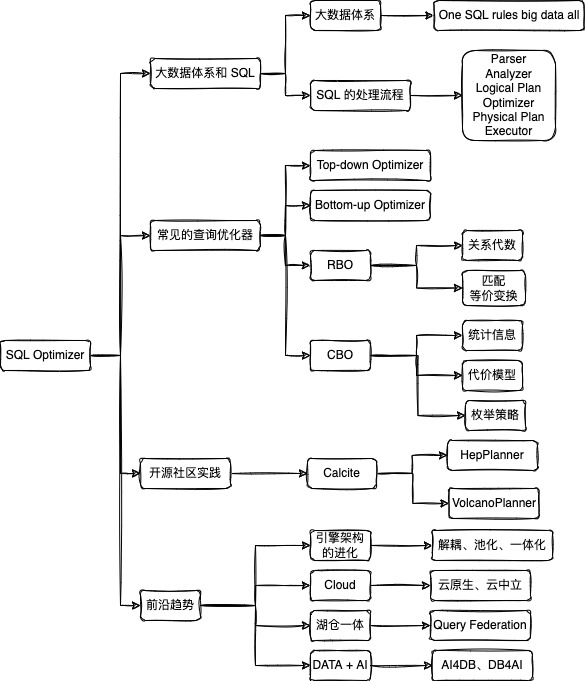 SQL Optimizer
大数据体系和 SQL
大数据体系
One SQL rules big data all
SQL 的处理流程
Parser
Analyzer
Logical Plan
Optimizer
Physical Plan
Executor
常见的查询优化器
Top-down Optimizer
Bottom-up Optimizer
RBO
关系代数
匹配
等价变换
CBO
统计信息
代价模型
枚举策略
开源社区实践
Calcite
HepPlanner
VolcanoPlanner
前沿趋势
引擎架构
的进化
解耦、池化、一体化
Cloud
云原生、云中立
湖仓一体
Query Federation
DATA + AI
AI4DB、DB4AI